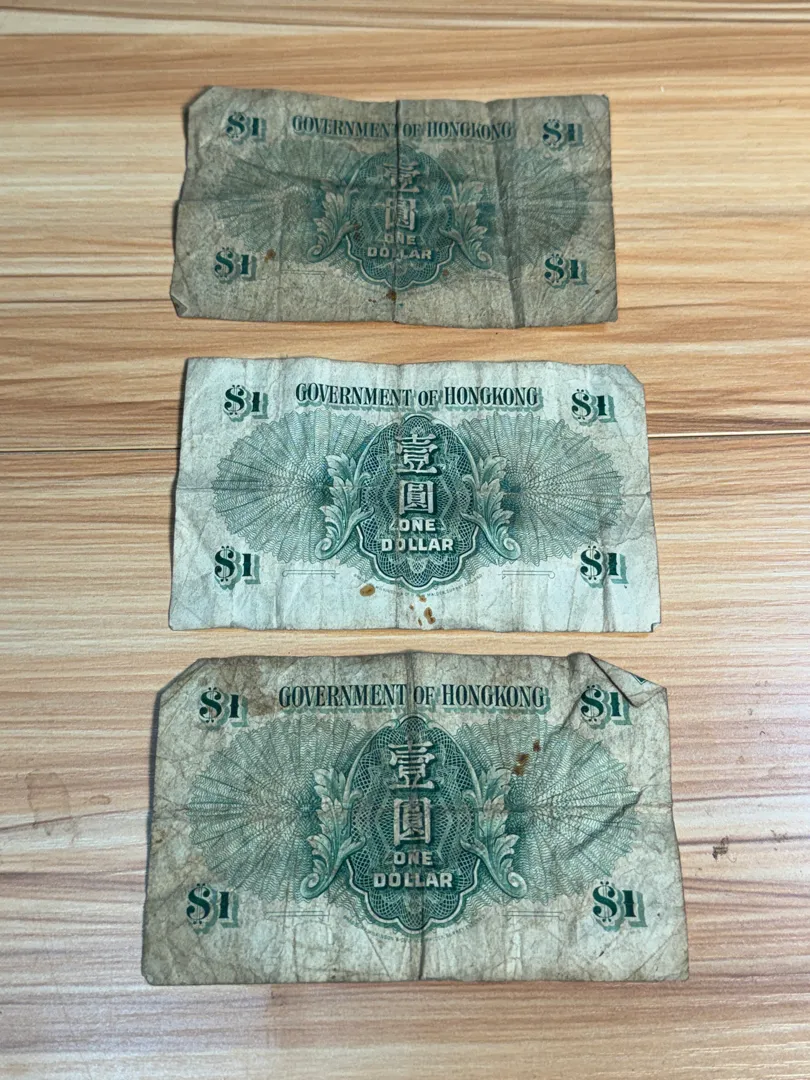 $1 GOVERNMENT OF HONGKONG $1
壹
圓
ONE
DOLLAR
$1 $1
$1 GOVERNMENT OF HONGKONG $1
壹
圓
ONE
DOLLAR
$1 $1
$1 GOVERNMENT OF HONGKONG $1
壹
圓
ONE
DOLLAR
$1 $1